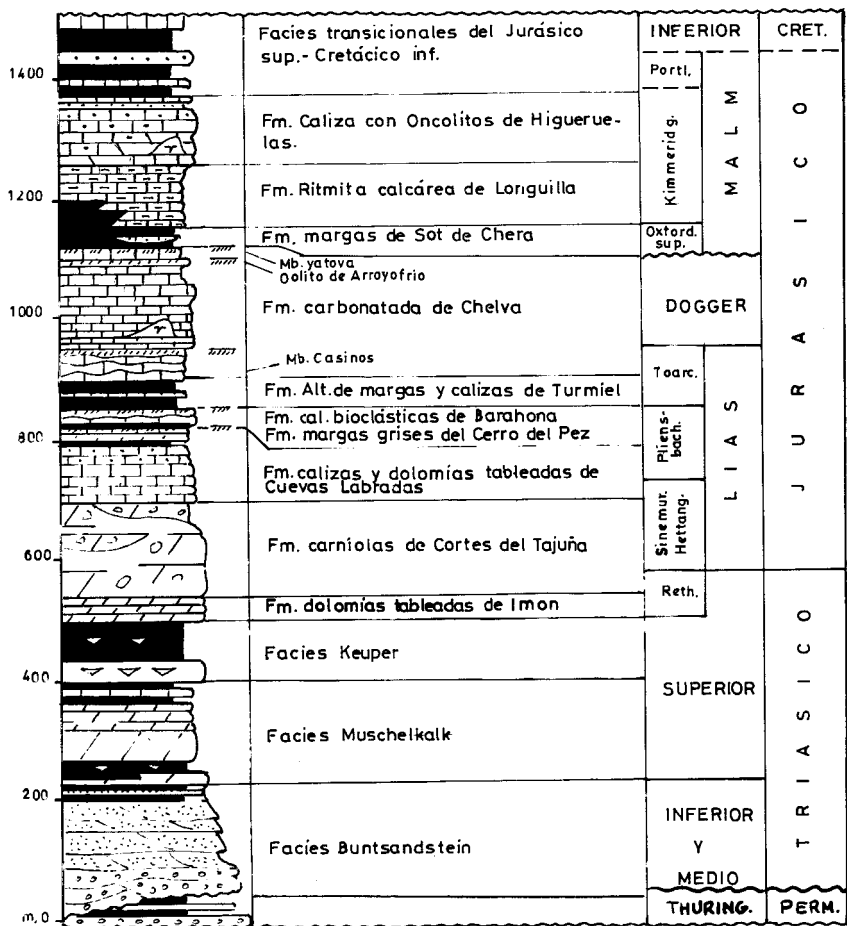 Facies transicionales del Jurásico
sup.- Cretácico inf.
INFERIOR
CRET.
1400
Portl.
Fm. Caliza con Oncolítos de Higuerue-
las.
Kimmeridg.
MALM
JURASICO
1200
Fm. Ritmita calcárea de Loriguilla
Fm. margas de Sot de Chera
Oxford.
sup.
Mb. yatova
Oolito de Arroyofrio
1000
Fm. carbonatada de Chelva
DOGGER
Mb. Casinos
Toarc.
LIAS
Fm. Alt. de margas y calizas de Turmiel
Fm. cal. bioclásticas de Barahona
800
Fm. margas grises del Cerro del Pez
Pliens-
bach.
Fm. calizas y dolomías tableadas de
Cuevas Labradas
Sinemur.
Hettang.
600
Fm. carníolas de Cortes del Tajuña
Reth.
Fm. dolomías tableadas de Imon
TRIASICO
Facies Keuper
400
SUPERIOR
Facies Muschelkalk
200
INFERIOR
Y
MEDIO
Facies Buntsandstein
THURING.
PERM.
m. 0